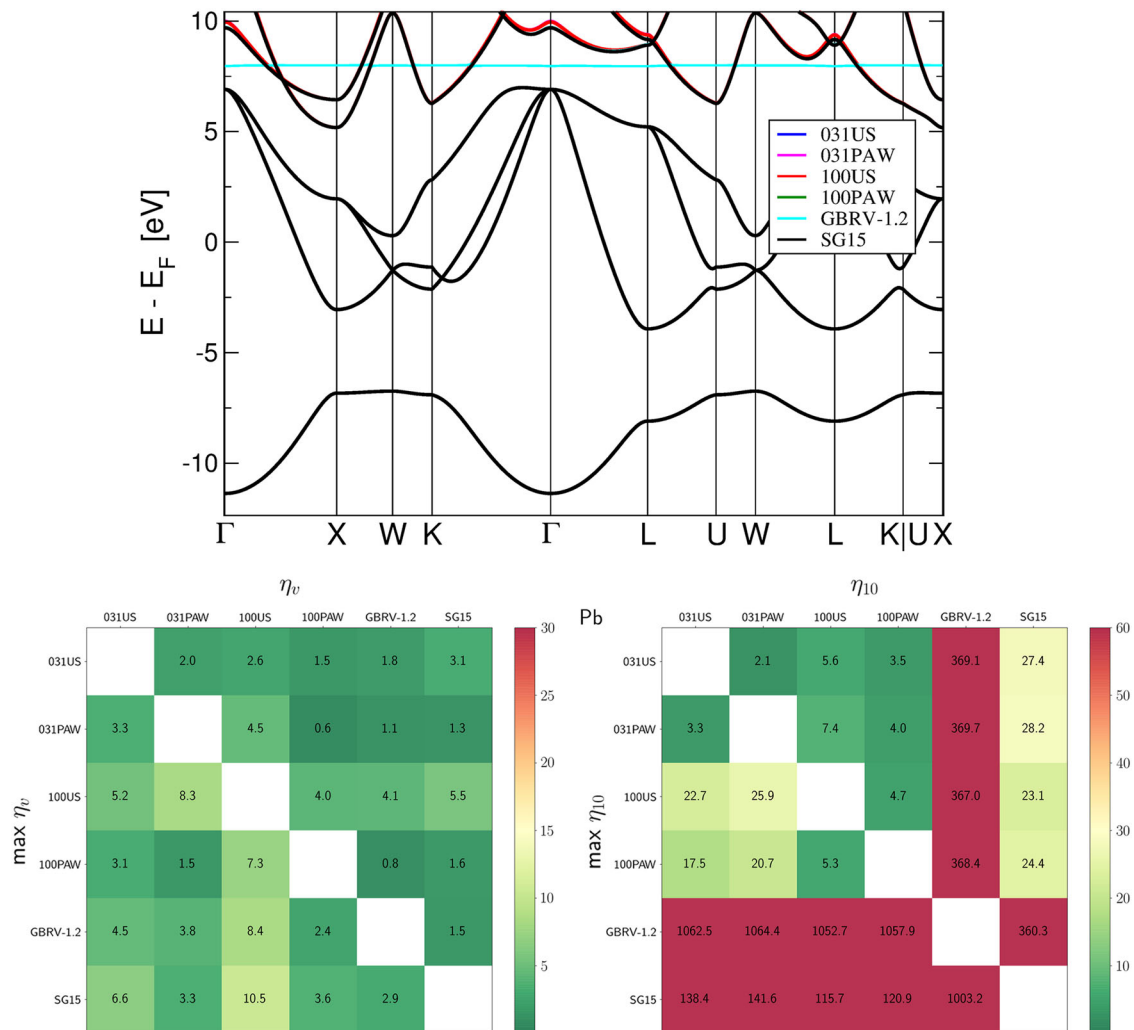 10
5
0
-5
-10
E - E_F [eV]
031US
031PAW
100US
100PAW
GBRV-1.2
SG15
Γ X W K Γ L U W L K|U X
η_v
η_10
Pb
031US 031PAW 100US 100PAW GBRV-1.2 SG15
max η_v
031US 2.0 2.6 1.5 1.8 3.1
031PAW 3.3 4.5 0.6 1.1 1.3
100US 5.2 8.3 4.0 4.1 5.5
100PAW 3.1 1.5 7.3 0.8 1.6
GBRV-1.2 4.5 3.8 8.4 2.4 1.5
SG15 6.6 3.3 10.5 3.6 2.9
30
25
20
15
10
5
031US 031PAW 100US 100PAW GBRV-1.2 SG15
max η_10
031US 2.1 5.6 3.5 369.1 27.4
031PAW 3.3 7.4 4.0 369.7 28.2
100US 22.7 25.9 4.7 367.0 23.1
100PAW 17.5 20.7 5.3 368.4 24.4
GBRV-1.2 1062.5 1064.4 1052.7 1057.9 360.3
SG15 138.4 141.6 115.7 120.9 1003.2
60
50
40
30
20
10
0